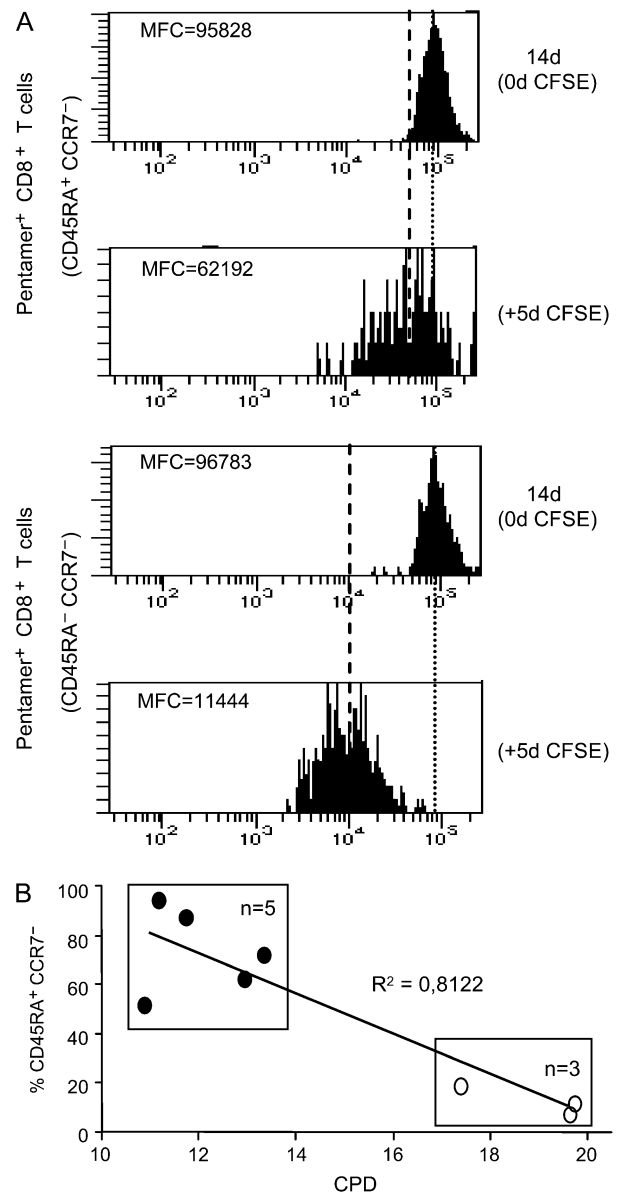 A
Pentamer⁺ CD8⁺ T cells
(CD45RA⁺ CCR7⁻)
MFC=95828
14d
(0d CFSE)
10² 10³ 10⁴ 10⁵
MFC=62192
(+5d CFSE)
10² 10³ 10⁴ 10⁵
Pentamer⁺ CD8⁺ T cells
(CD45RA⁻ CCR7⁻)
MFC=96783
14d
(0d CFSE)
10² 10³ 10⁴ 10⁵
MFC=11444
(+5d CFSE)
10² 10³ 10⁴ 10⁵
B
% CD45RA⁺ CCR7⁻
100
80
60
40
20
0
n=5
R² = 0,8122
n=3
10 12 14 16 18 20
CPD